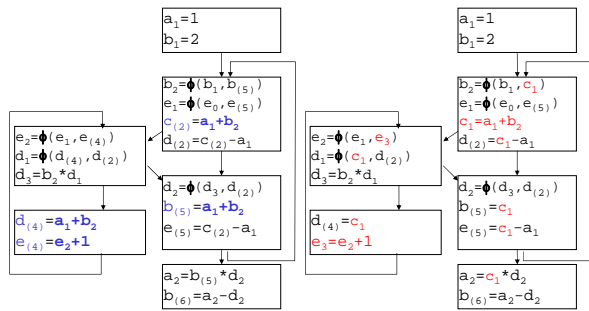 a₁=1
b₁=2
b₂=ϕ(b₁,b₍₅₎)
e₁=ϕ(e₀,e₍₅₎)
c₍₂₎=a₁+b₂
d₍₂₎=c₍₂₎-a₁
e₂=ϕ(e₁,e₍₄₎)
d₁=ϕ(d₍₄₎,d₍₂₎)
d₃=b₂*d₁
d₂=ϕ(d₃,d₍₂₎)
b₍₅₎=a₁+b₂
e₍₅₎=c₍₂₎-a₁
d₍₄₎=a₁+b₂
e₍₄₎=e₂+1
a₂=b₍₅₎*d₂
b₍₆₎=a₂-d₂
a₁=1
b₁=2
b₂=ϕ(b₁,c₁)
e₁=ϕ(e₀,e₍₅₎)
c₁=a₁+b₂
d₍₂₎=c₁-a₁
e₂=ϕ(e₁,e₃)
d₁=ϕ(c₁,d₍₂₎)
d₃=b₂*d₁
d₂=ϕ(d₃,d₍₂₎)
b₍₅₎=c₁
e₍₅₎=c₁-a₁
d₍₄₎=c₁
e₃=e₂+1
a₂=c₁*d₂
b₍₆₎=a₂-d₂